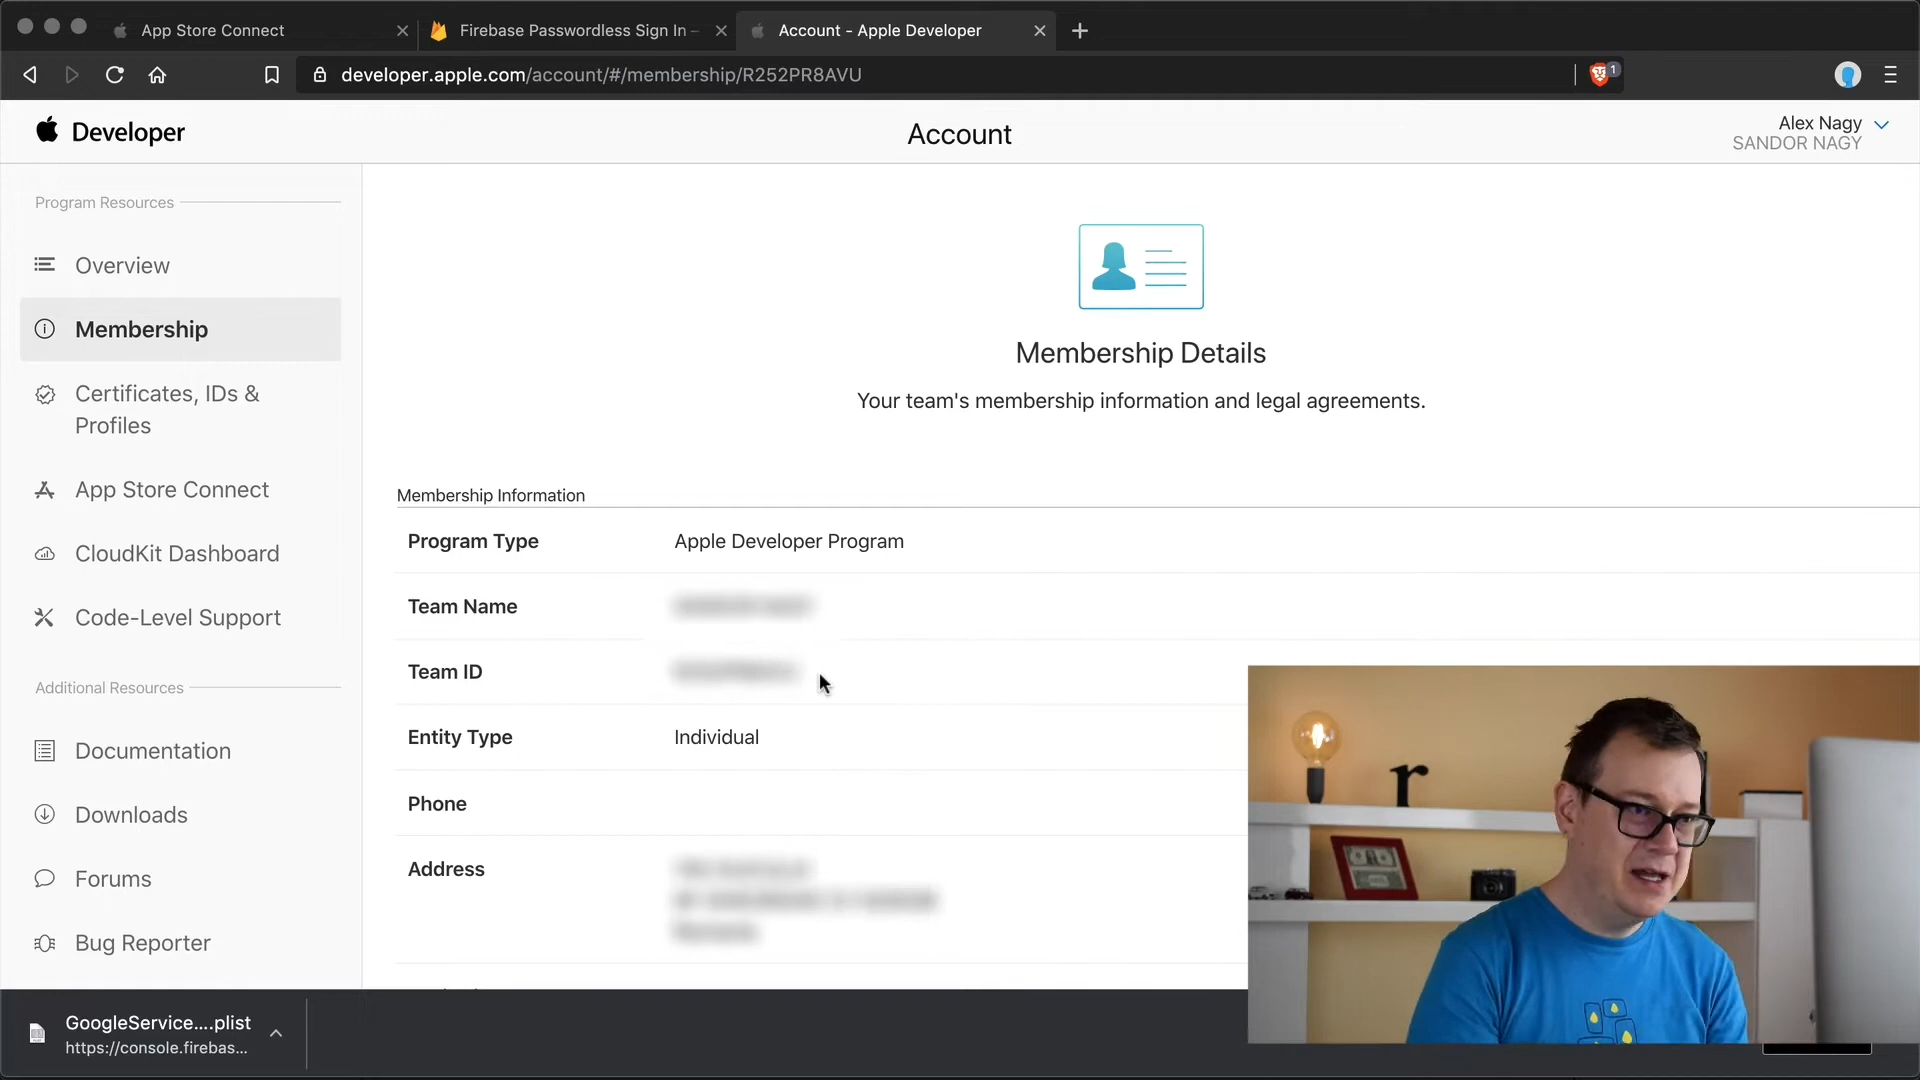 App Store Connect
Firebase Passwordless Sign In –
Account - Apple Developer
developer.apple.com/account/#/membership/R252PR8AVU
1
Developer
Account
Alex Nagy
SANDOR NAGY
Program Resources
Overview
Membership
Certificates, IDs &
Profiles
App Store Connect
CloudKit Dashboard
Code-Level Support
Additional Resources
Documentation
Downloads
Forums
Bug Reporter
Membership Details
Your team's membership information and legal agreements.
Membership Information
Program Type
Apple Developer Program
Team Name
Team ID
Entity Type
Individual
Phone
Address
GoogleService....plist
https://console.firebas...
r